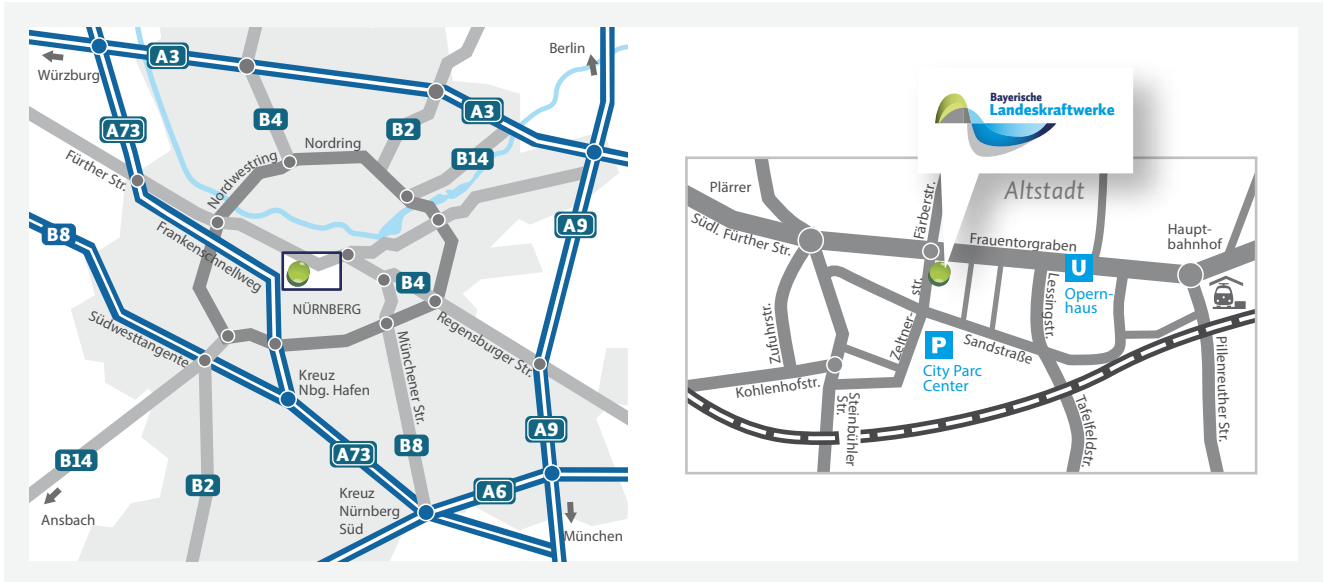 Berlin
A3
Würzburg
A3
B4
B2
A73
Nordring
B14
Fürther Str.
Nordwestring
A9
B8
Frankenschnellweg
B4
NÜRNBERG
Südwesttangente
Münchener Str.
Regensburger Str.
Kreuz
Nbg. Hafen
A9
B8
A73
B14
B2
A6
Kreuz
Nürnberg
Süd
Ansbach
München
Bayerische
Landeskraftwerke
Plärrer
Südl. Fürther Str.
Färberstr.
Altstadt
Frauentorgraben
Haupt-
bahnhof
U
Opern-
haus
Lessingstr.
Zufuhrstr.
Zeltner-
str.
P
City Parc
Center
Sandstraße
Kohlenhofstr.
Steinbühler
Str.
Tafelfeldstr.
Pillenreuther Str.